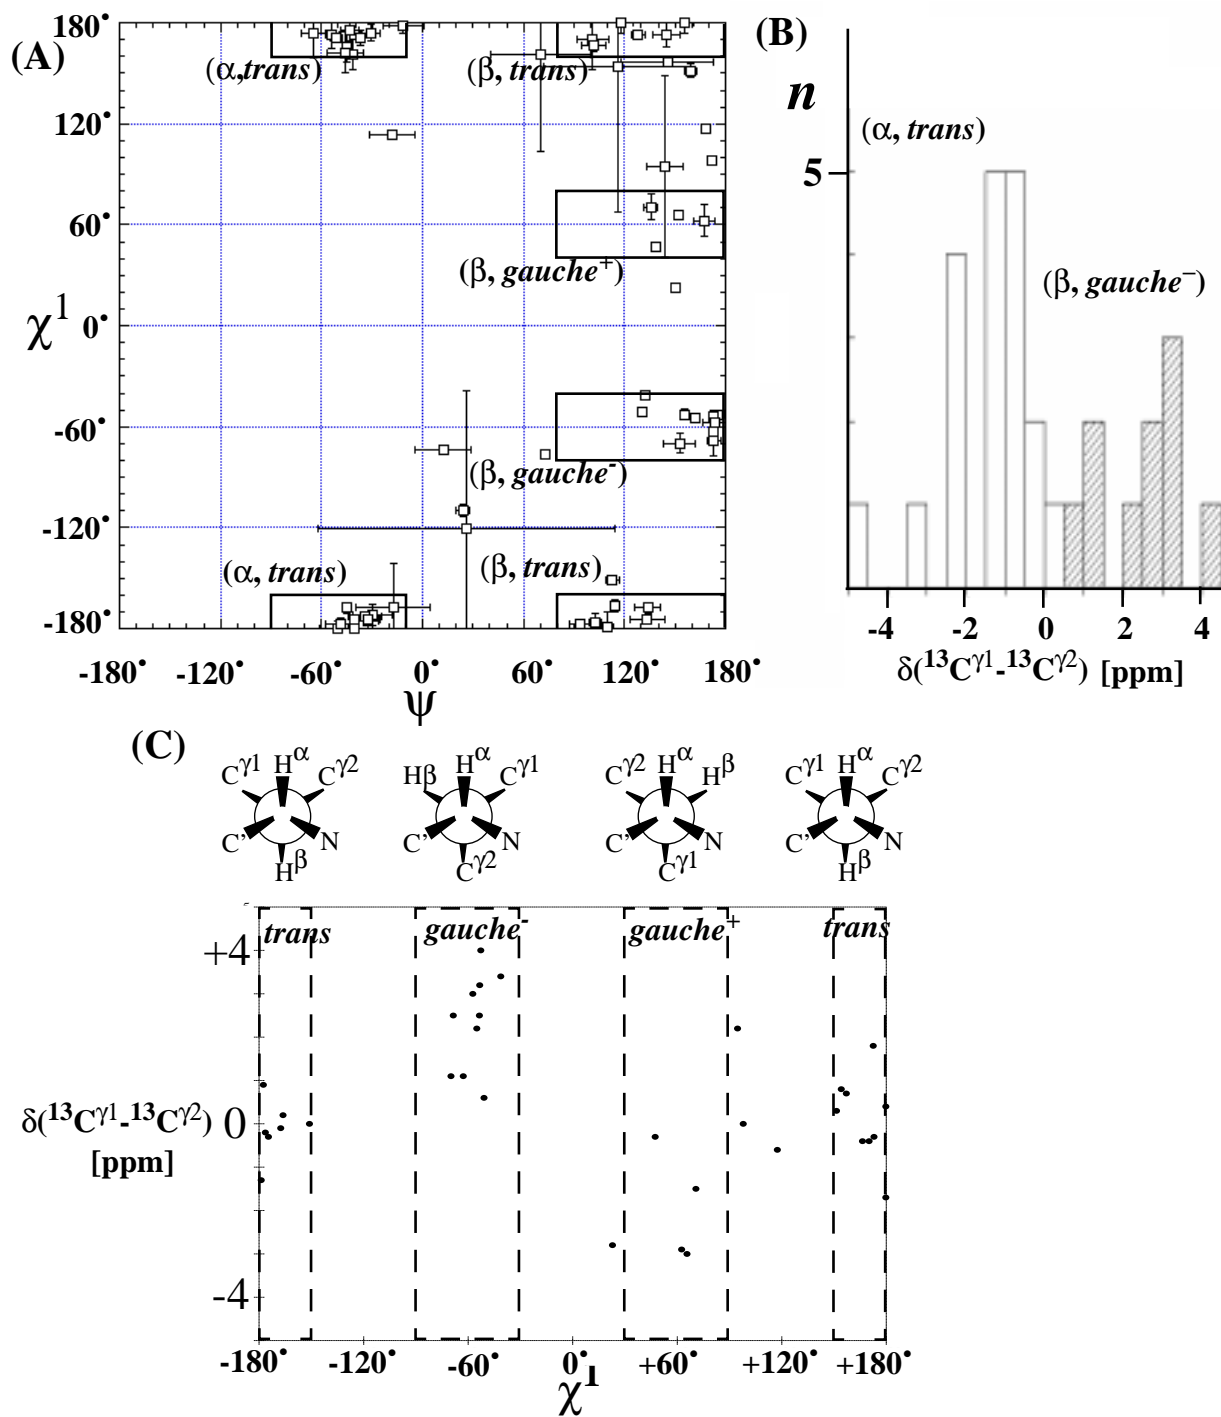 (A)
180°
120°
60°
0°
-60°
-120°
-180°
χ1
(α,trans)
(β, trans)
(β, gauche+)
(β, gauche-)
(α, trans)
(β, trans)
-180° -120° -60° 0° 60° 120° 180°
ψ
(B)
n
5
(α, trans)
(β, gauche−)
-4 -2 0 2 4
δ(13Cγ1-13Cγ2) [ppm]
(C)
Cγ1 Hα Cγ2
C' N
Hβ
Hβ Hα Cγ1
C' N
Cγ2
Cγ2 Hα Hβ
C' N
Cγ1
Cγ1 Hα Cγ2
C' N
Hβ
trans gauche- gauche+ trans
+4
δ(13Cγ1-13Cγ2) 0
[ppm]
-4
-180° -120° -60° 0° +60° +120° +180°
χ1